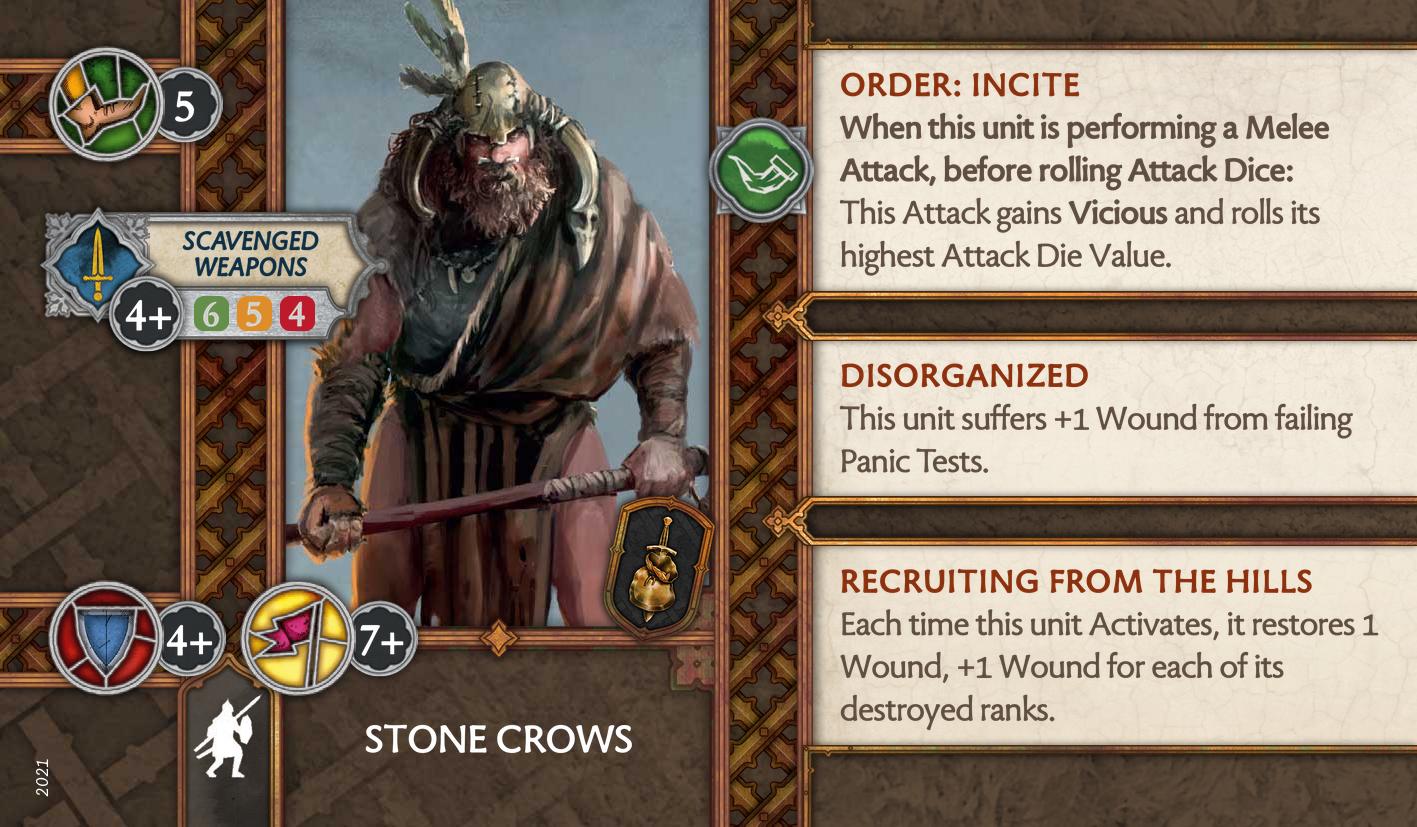 5
SCAVENGED
WEAPONS
4+ 6 5 4
4+ 7+
STONE CROWS
2021
ORDER: INCITE
When this unit is performing a Melee
Attack, before rolling Attack Dice:
This Attack gains Vicious and rolls its
highest Attack Die Value.
DISORGANIZED
This unit suffers +1 Wound from failing
Panic Tests.
RECRUITING FROM THE HILLS
Each time this unit Activates, it restores 1
Wound, +1 Wound for each of its
destroyed ranks.